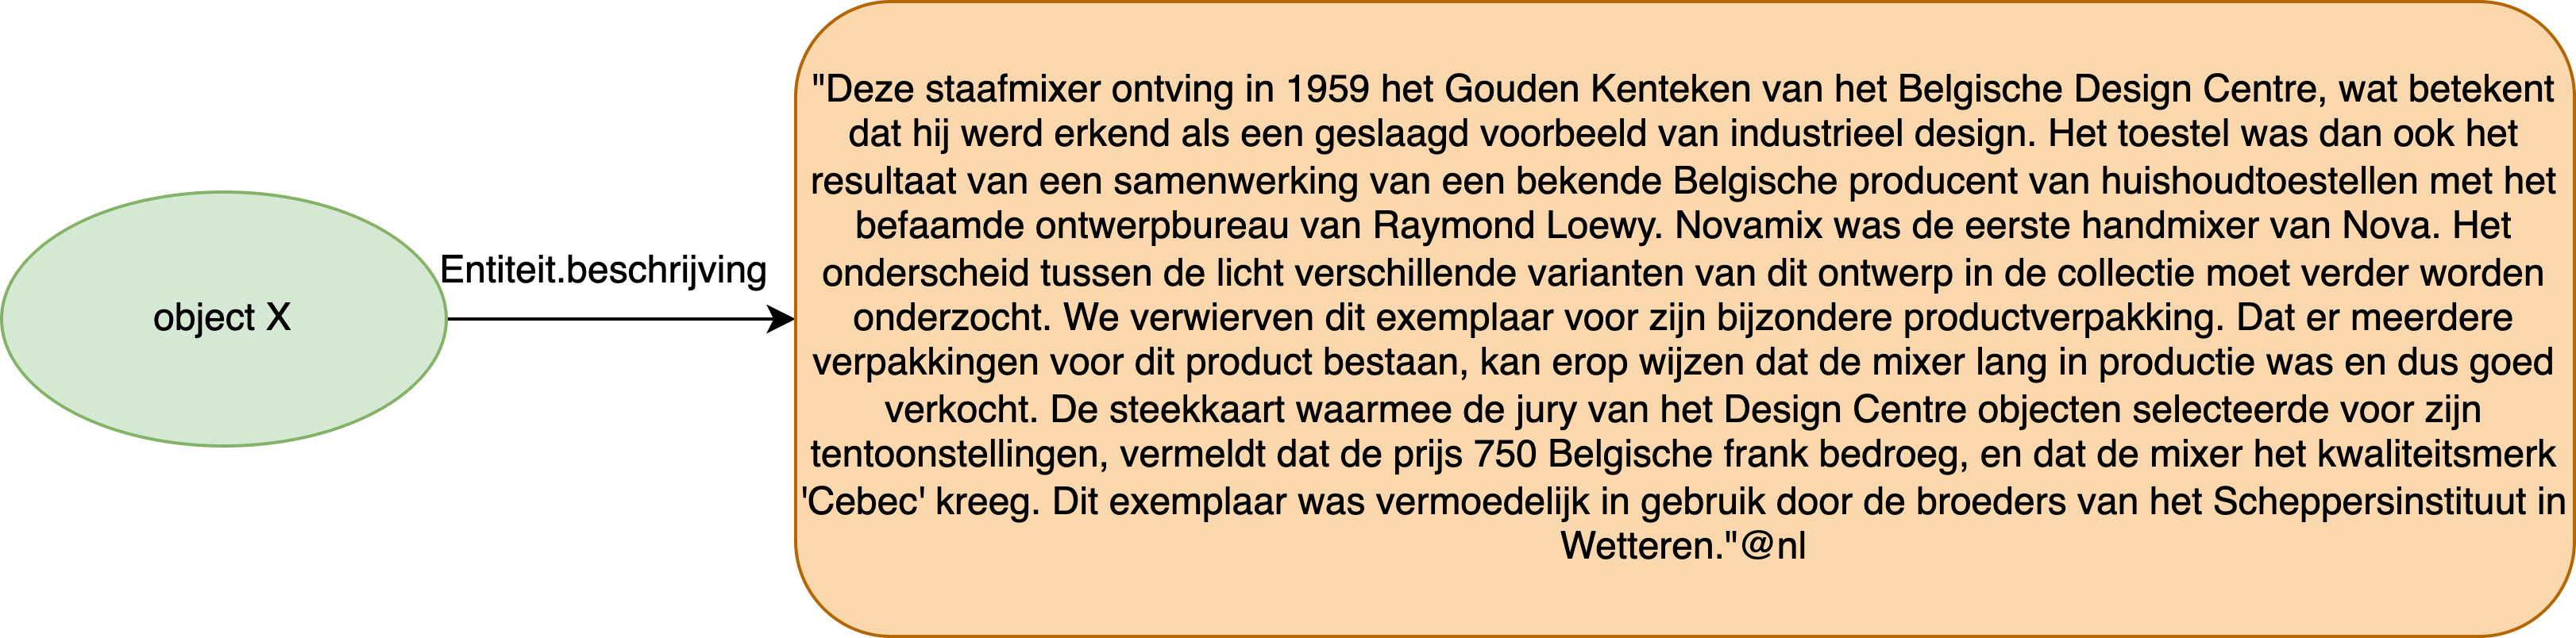 object X
Entiteit.beschrijving
"Deze staafmixer ontving in 1959 het Gouden Kenteken van het Belgische Design Centre, wat betekent
dat hij werd erkend als een geslaagd voorbeeld van industrieel design. Het toestel was dan ook het
resultaat van een samenwerking van een bekende Belgische producent van huishoudtoestellen met het
befaamde ontwerpbureau van Raymond Loewy. Novamix was de eerste handmixer van Nova. Het
onderscheid tussen de licht verschillende varianten van dit ontwerp in de collectie moet verder worden
onderzocht. We verwierven dit exemplaar voor zijn bijzondere productverpakking. Dat er meerdere
verpakkingen voor dit product bestaan, kan erop wijzen dat de mixer lang in productie was en dus goed
verkocht. De steekkaart waarmee de jury van het Design Centre objecten selecteerde voor zijn
tentoonstellingen, vermeldt dat de prijs 750 Belgische frank bedroeg, en dat de mixer het kwaliteitsmerk
'Cebec' kreeg. Dit exemplaar was vermoedelijk in gebruik door de broeders van het Scheppersinstituut in
Wetteren."@nl